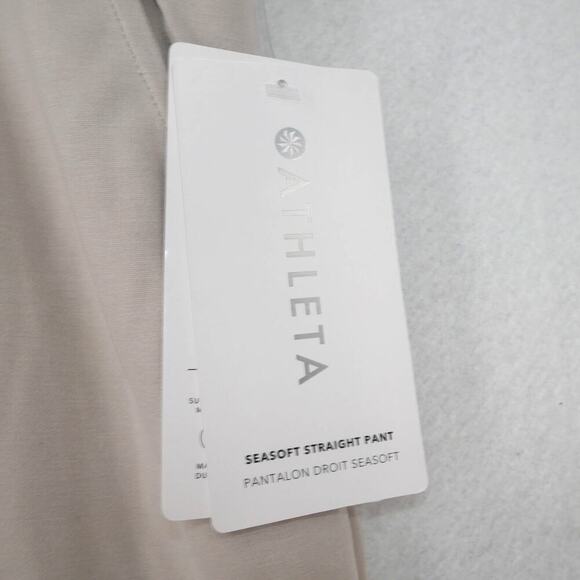 ATHLETA
SEASOFT STRAIGHT PANT
PANTALON DROIT SEASOFT